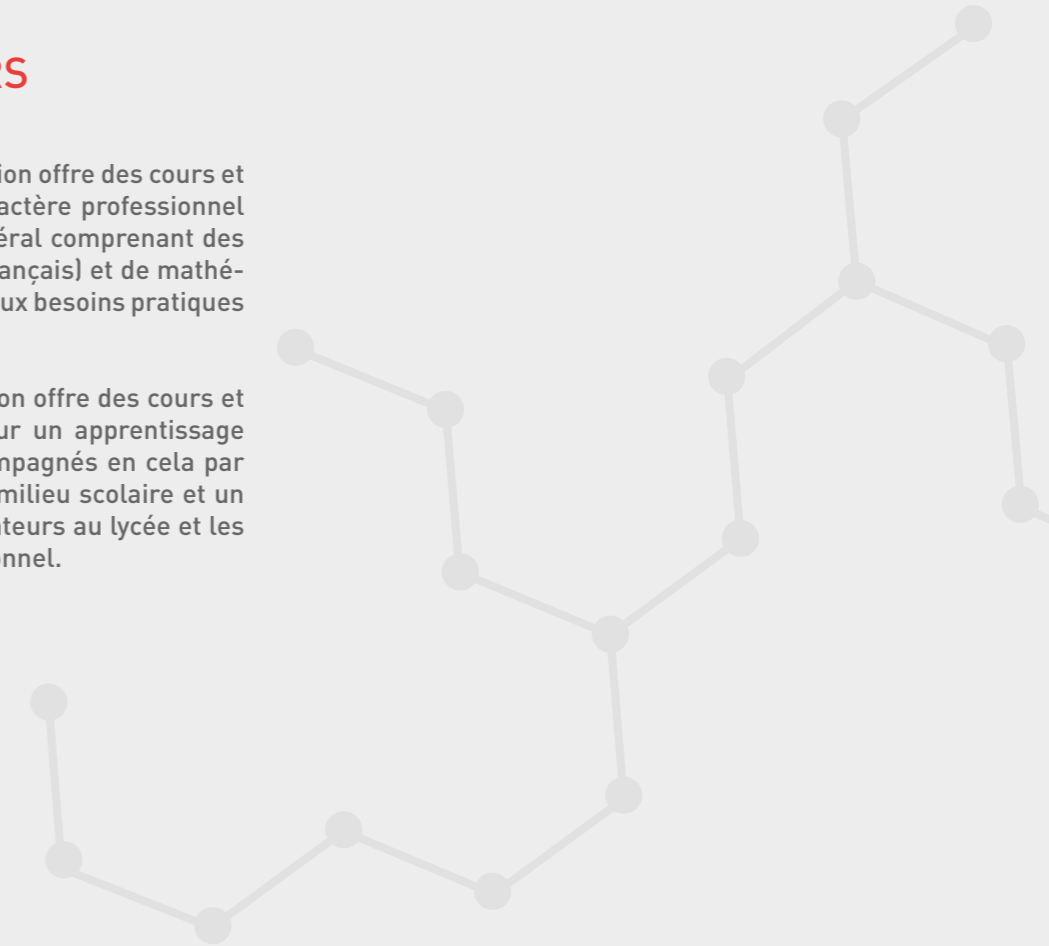 RS
ion offre des cours et
actère professionnel
éral comprenant des
ançais) et de mathé-
ux besoins pratiques
on offre des cours et
ur un apprentissage
mpagnés en cela par
milieu scolaire et un
ateurs au lycée et les
onnel.